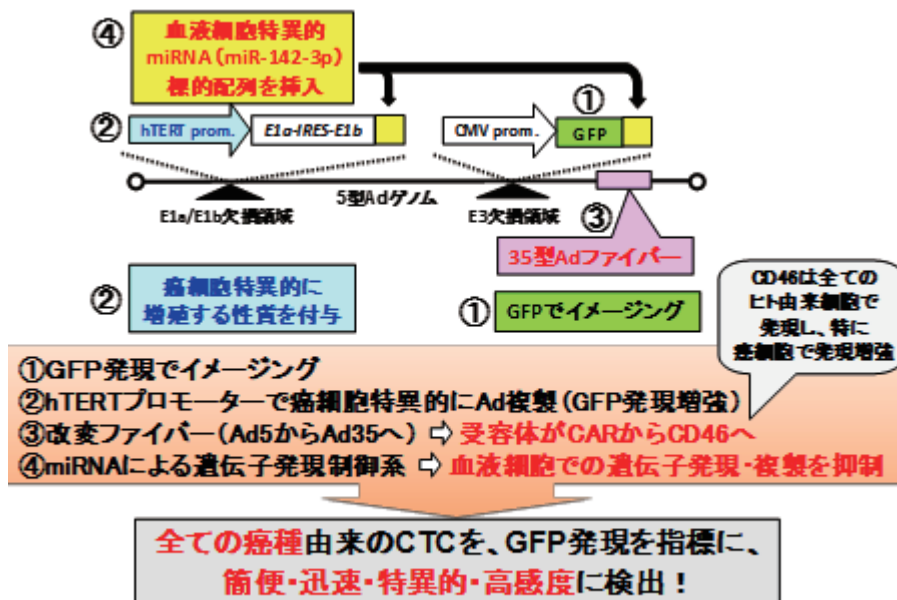 ④
血液細胞特異的
miRNA(miR-142-3p)
標的配列を挿入
①
② hTERT prom. E1a-IRES-E1b CMV prom. GFP
5型Adゲノム
E1a/E1b欠損領域 E3欠損領域 ③
35型Adファイバー
② 癌細胞特異的に
増殖する性質を付与
① GFPでイメージング
CD46は全ての
ヒト由来細胞で
発現し、特に
癌細胞で発現増強
①GFP発現でイメージング
②hTERTプロモーターで癌細胞特異的にAd複製(GFP発現増強)
③改変ファイバー(Ad5からAd35へ) ⇨ 受容体がCARからCD46へ
④miRNAによる遺伝子発現制御系 ⇨ 血液細胞での遺伝子発現・複製を抑制
全ての癌種由来のCTCを、GFP発現を指標に、
簡便・迅速・特異的・高感度に検出!